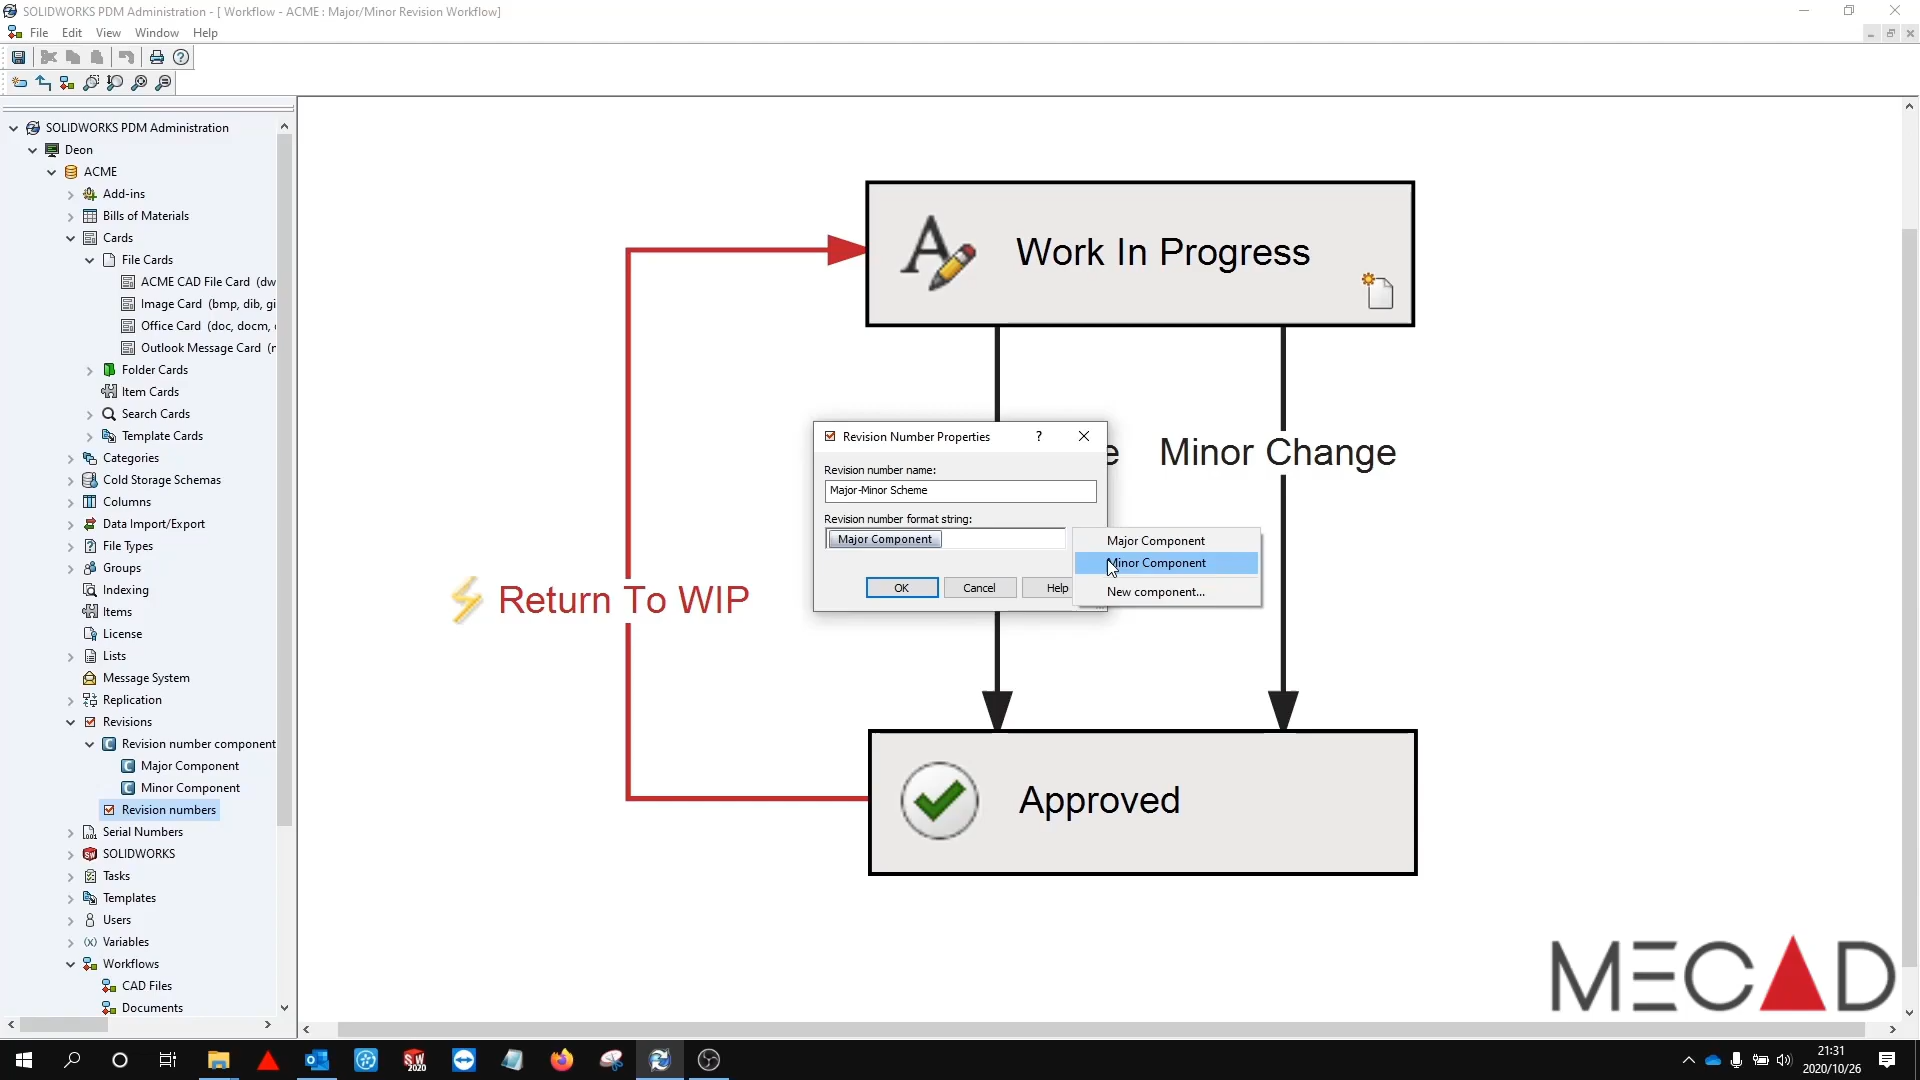 SOLIDWORKS PDM Administration - [ Workflow - ACME : Major/Minor Revision Workflow]
File Edit View Window Help
SOLIDWORKS PDM Administration
Deon
ACME
Add-ins
Bills of Materials
Cards
File Cards
ACME CAD File Card (dw
Image Card (bmp, dib, gi
Office Card (doc, docm,
Outlook Message Card
Folder Cards
Item Cards
Search Cards
Template Cards
Categories
Cold Storage Schemas
Columns
Data Import/Export
File Types
Groups
Indexing
Items
License
Lists
Message System
Replication
Revisions
Revision number component
Major Component
Minor Component
Revision numbers
Serial Numbers
SOLIDWORKS
Tasks
Templates
Users
Variables
Workflows
CAD Files
Documents
Work In Progress
Minor Change
Return To WIP
Approved
Revision Number Properties
Revision number name:
Major-Minor Scheme
Revision number format string:
Major Component
OK Cancel Help
Major Component
Minor Component
New component...
MECAD
21:31
2020/10/26